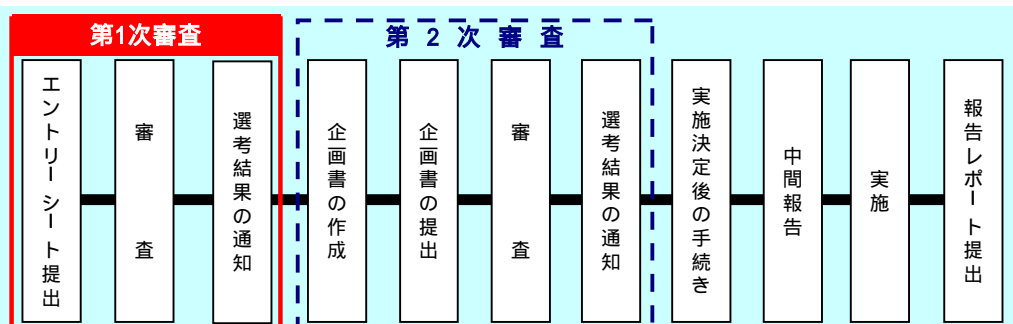 第1次審査
第２次審査
エントリーシート提出
審査
選考結果の通知
企画書の作成
企画書の提出
審査
選考結果の通知
実施決定後の手続き
中間報告
実施
報告レポート提出